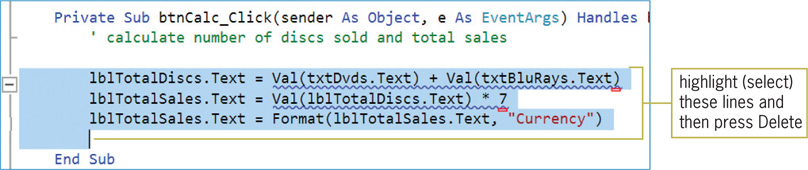 Private Sub btnCalc_Click(sender As Object, e As EventArgs) Handles
' calculate number of discs sold and total sales
lblTotalDiscs.Text = Val(txtDvds.Text) + Val(txtBluRays.Text)
lblTotalSales.Text = Val(lblTotalDiscs.Text) * 7
lblTotalSales.Text = Format(lblTotalSales.Text, "Currency")
End Sub
highlight (select)
these lines and
then press Delete